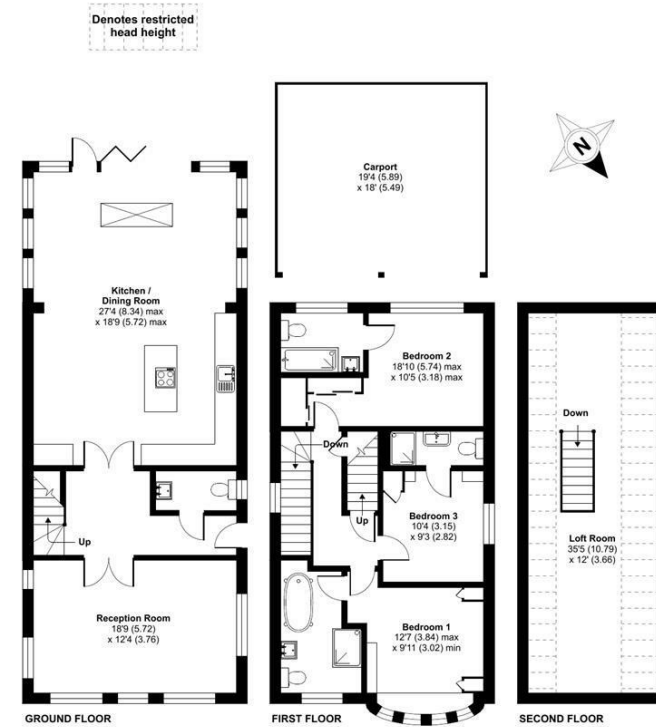 Denotes restricted
head height
Carport
19'4 (5.89)
x 18' (5.49)
N
Kitchen /
Dining Room
27'4 (8.34) max
x 18'9 (5.72) max
Up
Reception Room
18'9 (5.72)
x 12'4 (3.76)
GROUND FLOOR
Bedroom 2
18'10 (5.74) max
x 10'5 (3.18) max
Down
Up
Bedroom 3
10'4 (3.15)
x 9'3 (2.82)
Bedroom 1
12'7 (3.84) max
x 9'11 (3.02) min
FIRST FLOOR
Down
Loft Room
35'5 (10.79)
x 12' (3.66)
SECOND FLOOR